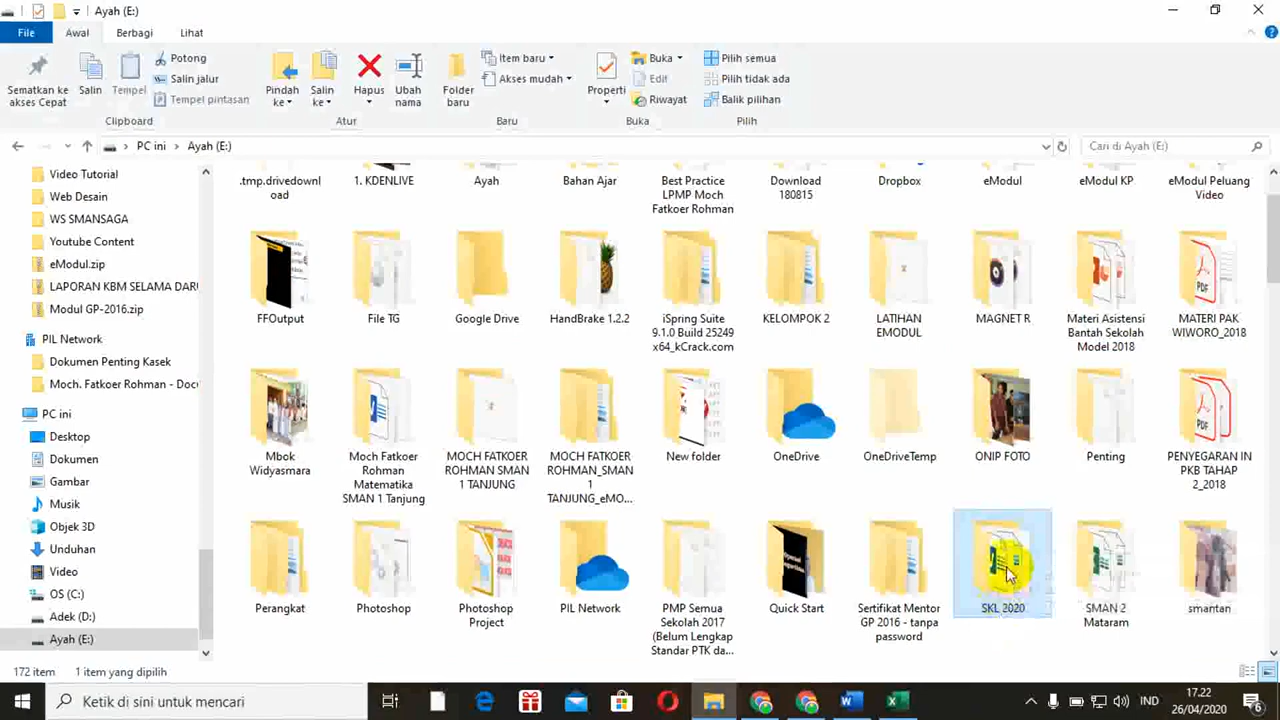 Ayah (E:)
File Awal Berbagi Lihat
Sematkan ke akses Cepat
Salin
Tempel
Potong
Salin jalur
Tempel pintasan
Clipboard
Pindah ke
Salin ke
Hapus
Ubah nama
Atur
Folder baru
Item baru
Akses mudah
Baru
Properti
Buka
Edit
Riwayat
Buka
Pilih semua
Pilih tidak ada
Balik pilihan
Pilih
PC ini > Ayah (E:)
Cari di Ayah (E:)
Video Tutorial
Web Desain
WS SMANSAGA
Youtube Content
eModul.zip
LAPORAN KBM SELAMA DARU
Modul GP-2016.zip
PIL Network
Dokumen Penting Kasek
Moch. Fatkoer Rohman - Docu
PC ini
Desktop
Dokumen
Gambar
Musik
Objek 3D
Unduhan
Video
OS (C:)
Adek (D:)
Ayah (E:)
.tmp.drivedownl
oad
1. KDENLIVE
Ayah
Bahan Ajar
Best Practice
LPMP Moch
Fatkoer Rohman
Download
180815
Dropbox
eModul
eModul KP
eModul Peluang
Video
FFOutput
File TG
Google Drive
HandBrake 1.2.2
iSpring Suite
9.1.0 Build 25249
x64_kCrack.com
KELOMPOK 2
LATIHAN
EMODUL
MAGNET R
Materi Asistensi
Bantah Sekolah
Model 2018
MATERI PAK
WIWORO_2018
Mbok
Widyasmara
Moch Fatkoer
Rohman
Matematika
SMAN 1 Tanjung
MOCH FATKOER
ROHMAN SMAN
1 TANJUNG
MOCH FATKOER
ROHMAN_SMAN
1
TANJUNG_eMO...
New folder
OneDrive
OneDriveTemp
ONIP FOTO
Penting
PENYEGARAN IN
PKB TAHAP
2_2018
Perangkat
Photoshop
Photoshop
Project
PIL Network
PMP Semua
Sekolah 2017
(Belum Lengkap
Standar PTK da...
Quick Start
Sertifikat Mentor
GP 2016 - tanpa
password
SKL 2020
SMAN 2
Mataram
smantan
172 item 1 item yang dipilih
Ketik di sini untuk mencari
IND
17.22
26/04/2020
6